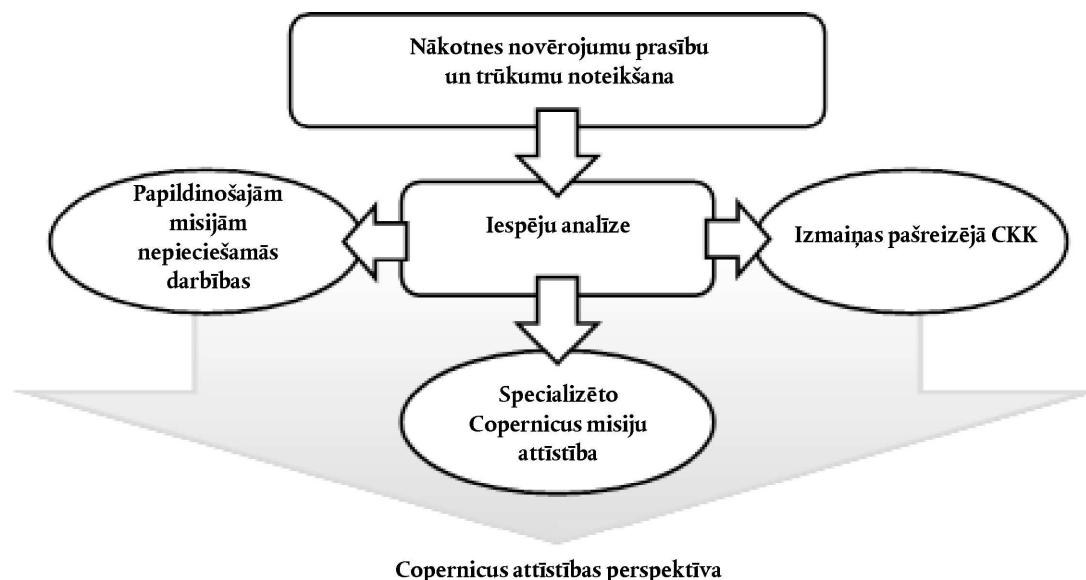 Nākotnes novērojumu prasību
un trūkumu noteikšana
Papildinošajām
misijām
nepieciešamās
darbības
Iespēju analīze
Izmaiņas pašreizējā CKK
Specializēto
Copernicus misiju
attīstība
Copernicus attīstības perspektīva